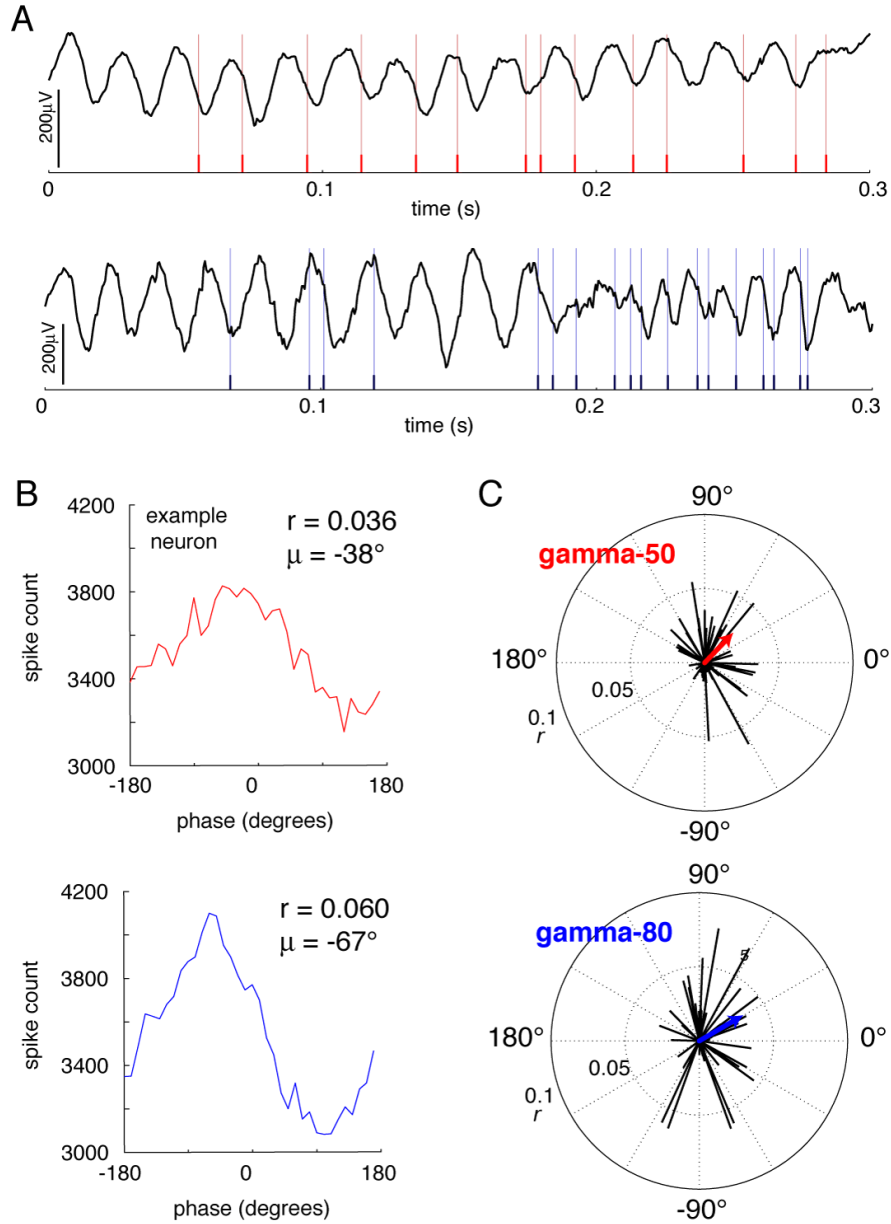 A
200µV
0
0.1
0.2
0.3
time (s)
200µV
0
0.1
0.2
0.3
time (s)
B
4200
3800
3400
3000
spike count
example
neuron
r = 0.036
µ = -38°
-180
0
180
phase (degrees)
4200
3800
3400
3000
spike count
r = 0.060
µ = -67°
-180
0
180
phase (degrees)
C
90°
gamma-50
180°
0°
0.05
0.1
r
-90°
90°
gamma-80
5
180°
0°
0.05
0.1
r
-90°